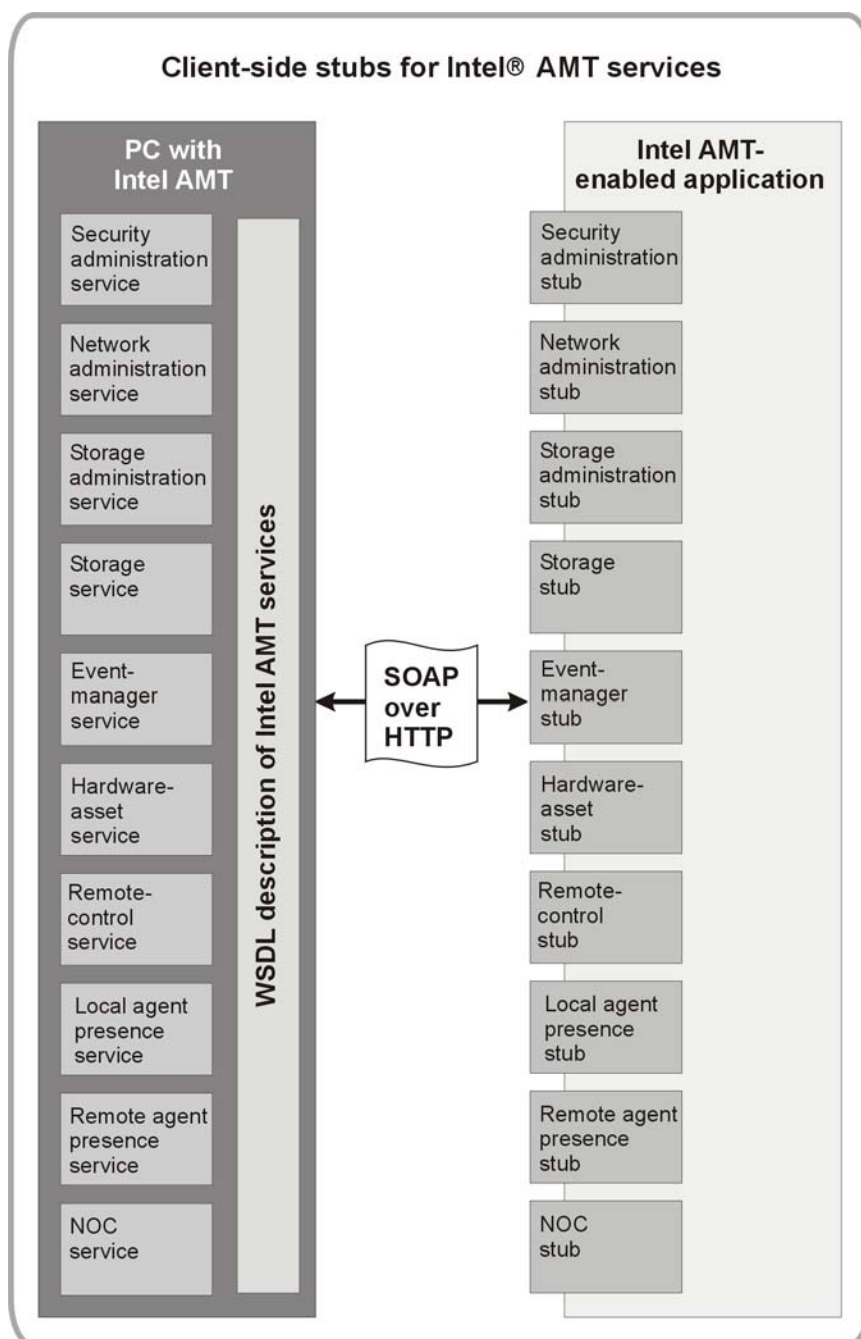 Client-side stubs for Intel® AMT services
PC with
Intel AMT
Security
administration
service
Network
administration
service
Storage
administration
service
Storage
service
Event-
manager
service
Hardware-
asset
service
Remote-
control
service
Local agent
presence
service
Remote agent
presence
service
NOC
service
WSDL description of Intel AMT services
SOAP
over
HTTP
Intel AMT-
enabled application
Security
administration
stub
Network
administration
stub
Storage
administration
stub
Storage
stub
Event-
manager
stub
Hardware-
asset
stub
Remote-
control
stub
Local agent
presence
stub
Remote agent
presence
stub
NOC
stub